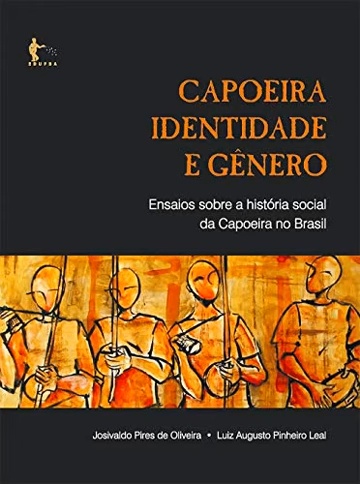 EDUFBA
CAPOEIRA
IDENTIDADE
E GÊNERO
Ensaios sobre a história social
da Capoeira no Brasil
Josivaldo Pires de Oliveira • Luiz Augusto Pinheiro Leal